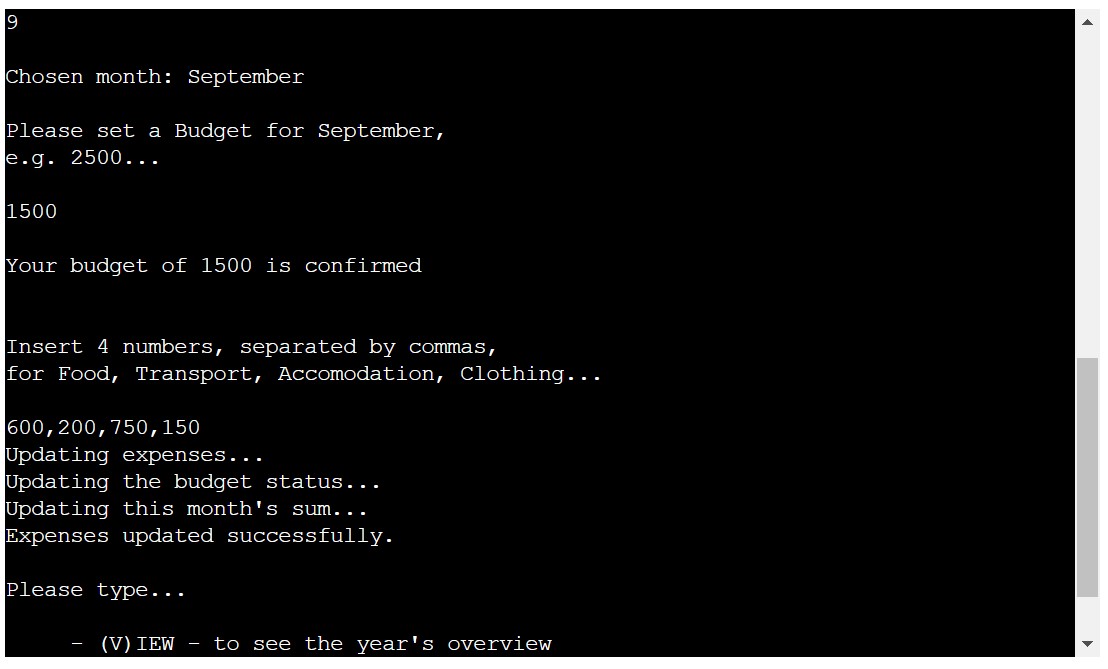 9
Chosen month: September
Please set a Budget for September,
e.g. 2500...
1500
Your budget of 1500 is confirmed
Insert 4 numbers, separated by commas,
for Food, Transport, Accomodation, Clothing...
600,200,750,150
Updating expenses...
Updating the budget status...
Updating this month's sum...
Expenses updated successfully.
Please type...
- (V)IEW - to see the year's overview